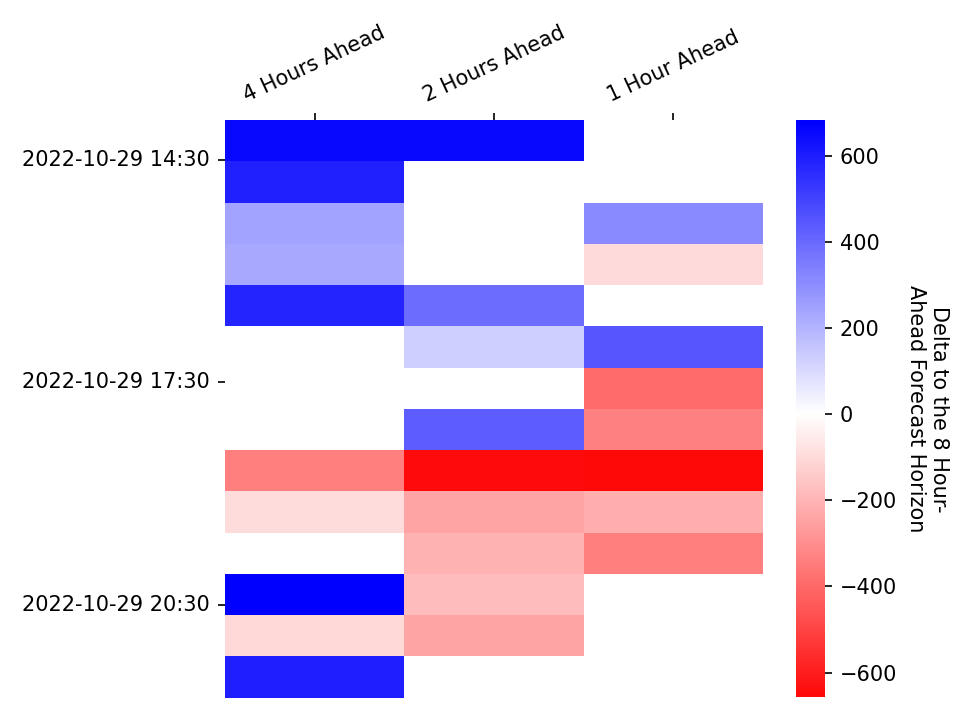 4 Hours Ahead
2 Hours Ahead
1 Hour Ahead
2022-10-29 14:30
2022-10-29 17:30
2022-10-29 20:30
600
400
200
0
−200
−400
−600
Delta to the 8 Hour-
Ahead Forecast Horizon